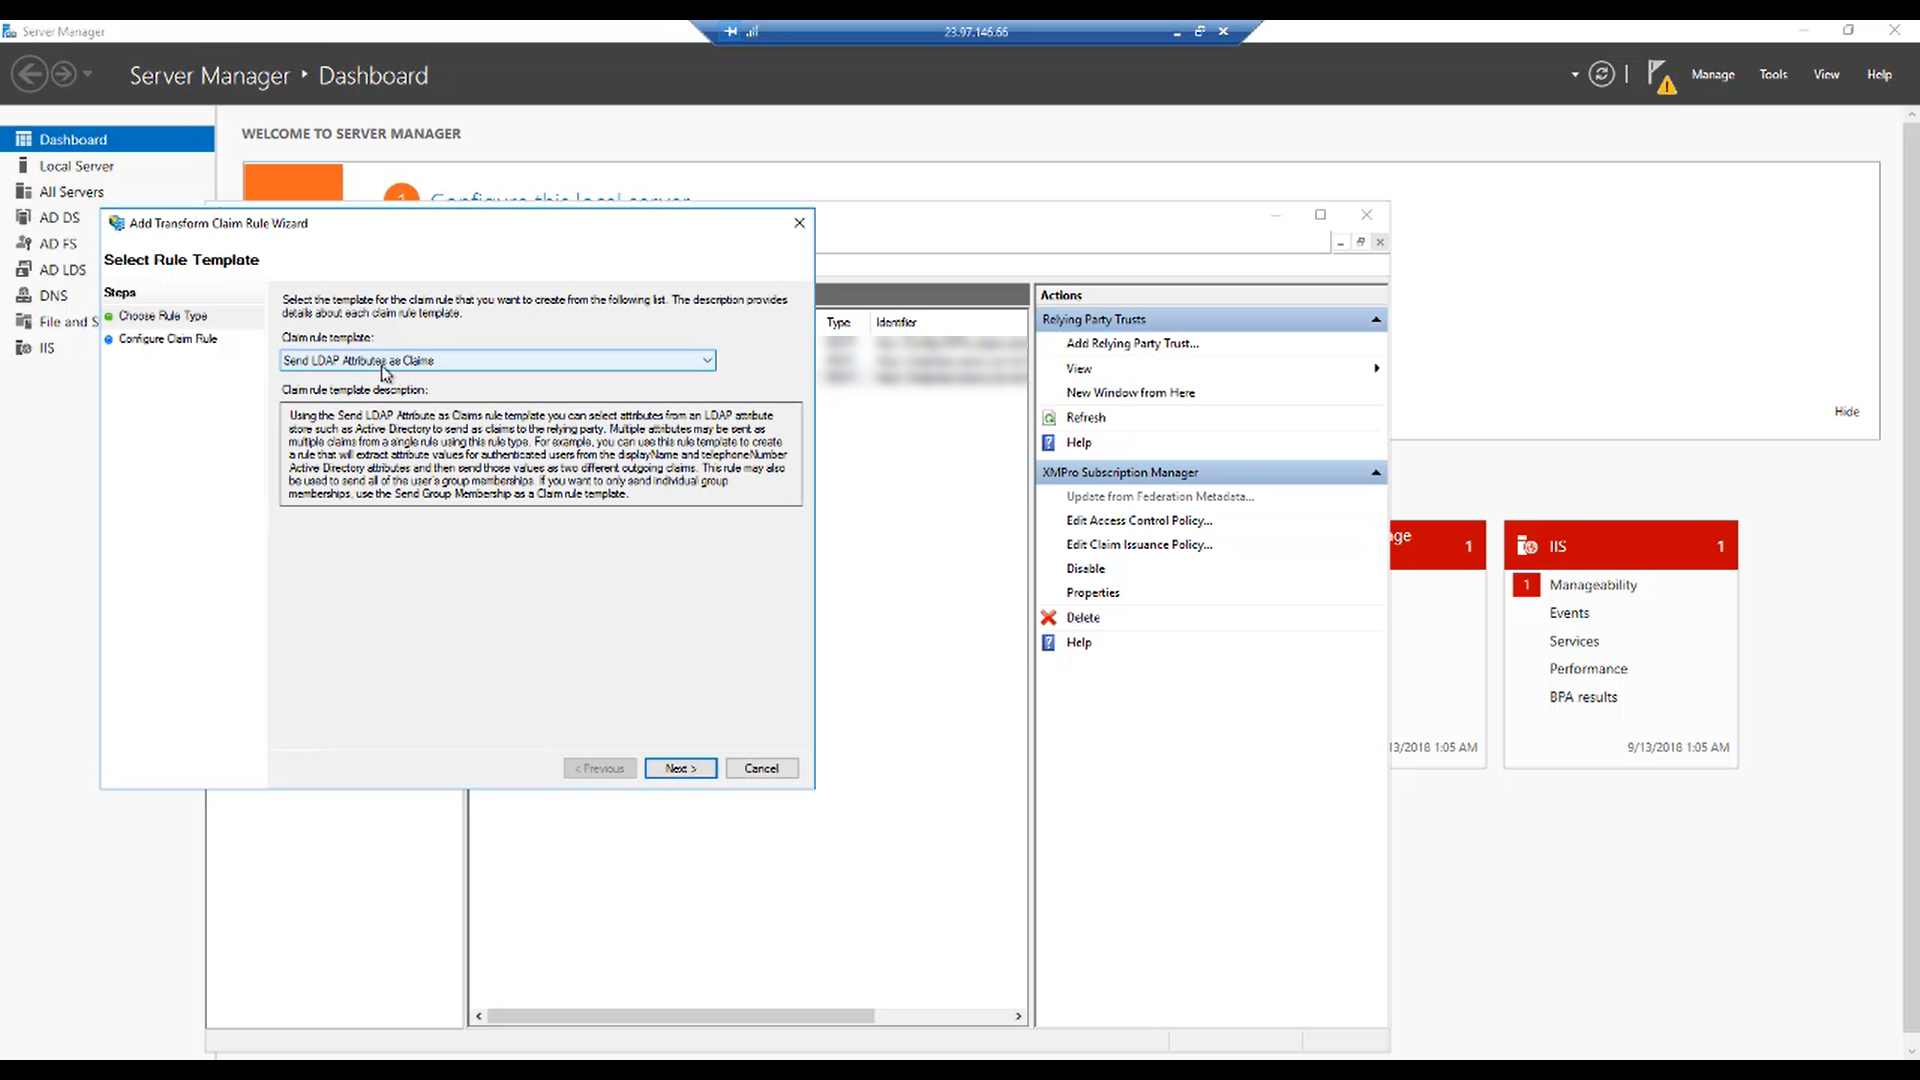 Server Manager
23.97.146.66
Server Manager
Dashboard
Manage
Tools
View
Help
Dashboard
Local Server
All Servers
AD DS
AD FS
AD LDS
DNS
File and S
IIS
WELCOME TO SERVER MANAGER
1 Configure this local server
Add Transform Claim Rule Wizard
Select Rule Template
Steps
Choose Rule Type
Configure Claim Rule
Select the template for the claim rule that you want to create from the following list. The description provides
details about each claim rule template.
Claim rule template:
Send LDAP Attributes as Claims
Claim rule template description:
Using the Send LDAP Attribute as Claims rule template you can select attributes from an LDAP attribute
store such as Active Directory to send as claims to the relying party. Multiple attributes may be sent as
multiple claims from a single rule using this rule type. For example, you can use this rule template to create
a rule that will extract attribute values for authenticated users from the displayName and telephoneNumber
Active Directory attributes and then send those values as two different outgoing claims. This rule may also
be used to send all of the user's group memberships. If you want to only send individual group
memberships, use the Send Group Membership as a Claim rule template.
< Previous
Next >
Cancel
Type
Identifier
Actions
Relying Party Trusts
Add Relying Party Trust...
View
New Window from Here
Refresh
Help
XMPro Subscription Manager
Update from Federation Metadata...
Edit Access Control Policy...
Edit Claim Issuance Policy...
Disable
Properties
Delete
Help
Hide
ge
1
13/2018 1:05 AM
IIS
1
1 Manageability
Events
Services
Performance
BPA results
9/13/2018 1:05 AM